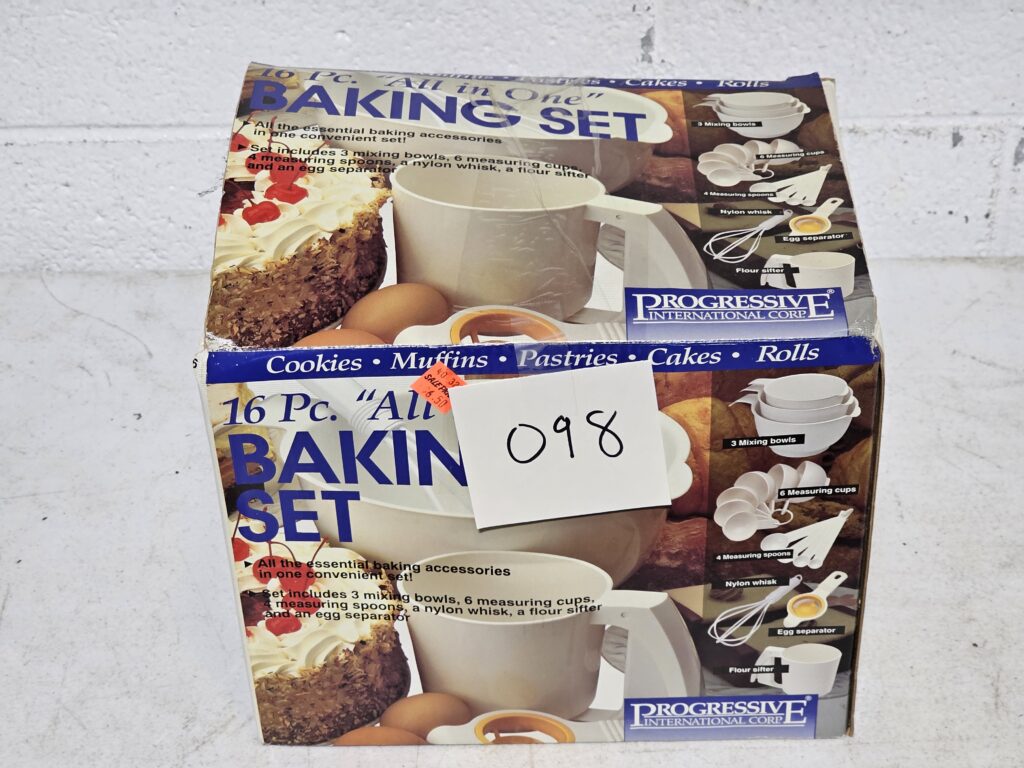 16 Pc. "All in One"
Muffins • Pastries • Cakes • Rolls
BAKING SET
▸ All the essential baking accessories
in one convenient set!
▸ Set includes 3 mixing bowls, 6 measuring cups,
4 measuring spoons, a nylon whisk, a flour sifter
and an egg separator
3 Mixing bowls
6 Measuring cups
4 Measuring spoons
Nylon whisk
Egg separator
Flour sifter
PROGRESSIVE®
INTERNATIONAL CORP.
Cookies • Muffins • Pastries • Cakes • Rolls
16 Pc. "All
BAKIN
SET
098
▸ All the essential baking accessories
in one convenient set!
▸ Set includes 3 mixing bowls, 6 measuring cups,
4 measuring spoons, a nylon whisk, a flour sifter
and an egg separator
3 Mixing bowls
6 Measuring cups
4 Measuring spoons
Nylon whisk
Egg separator
Flour sifter
PROGRESSIVE®
INTERNATIONAL CORP.